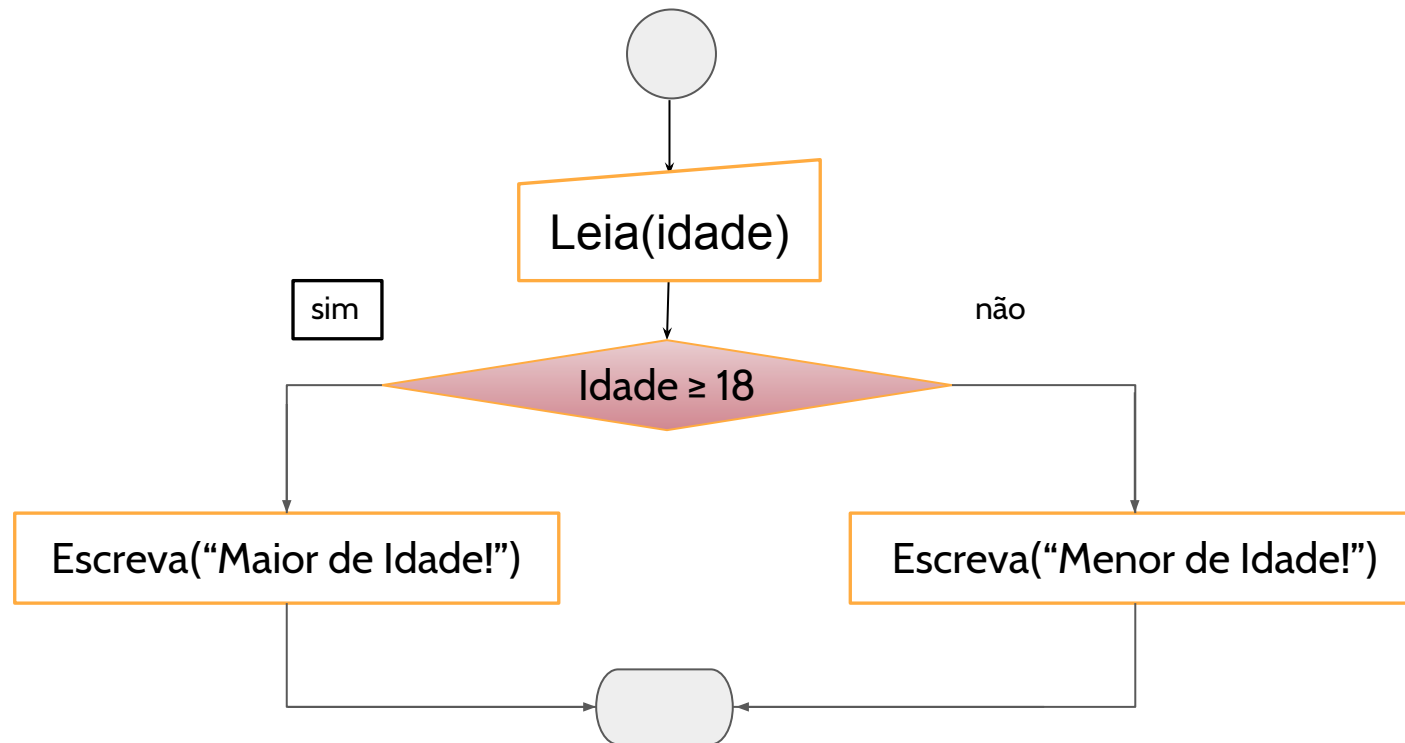 Leia(idade)
sim
não
Idade ≥ 18
Escreva(“Maior de Idade!”)
Escreva(“Menor de Idade!”)